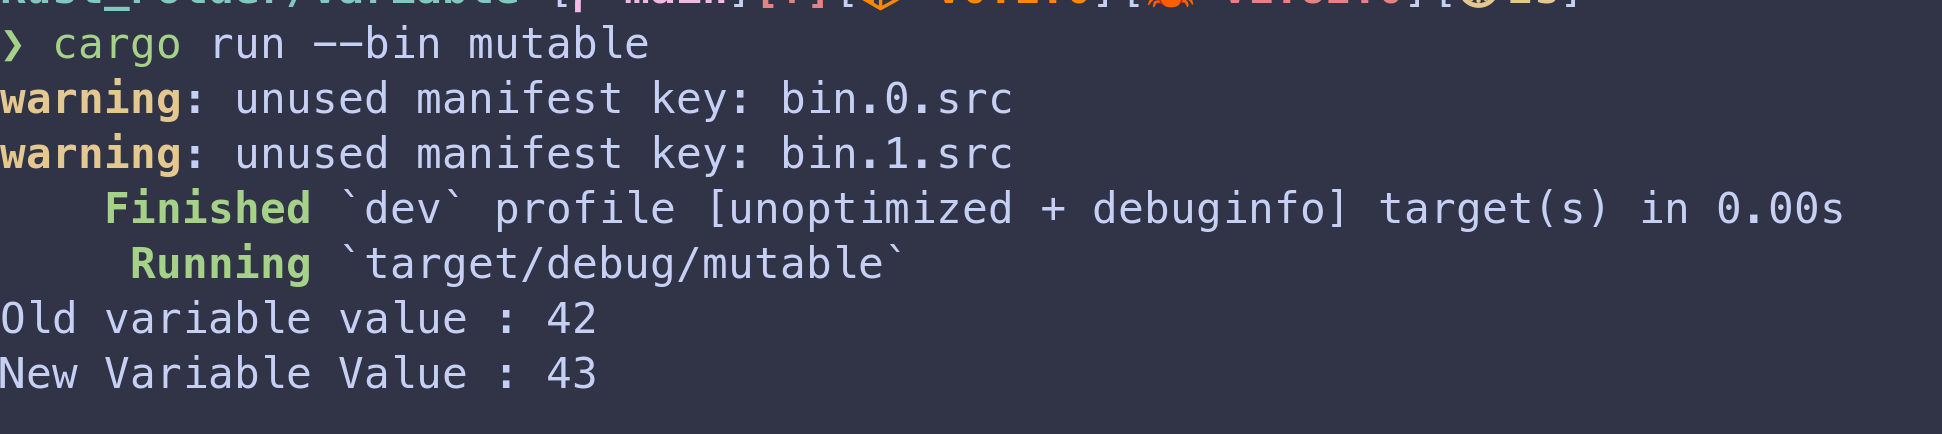 ❯ cargo run --bin mutable
warning: unused manifest key: bin.0.src
warning: unused manifest key: bin.1.src
Finished `dev` profile [unoptimized + debuginfo] target(s) in 0.00s
Running `target/debug/mutable`
Old variable value : 42
New Variable Value : 43